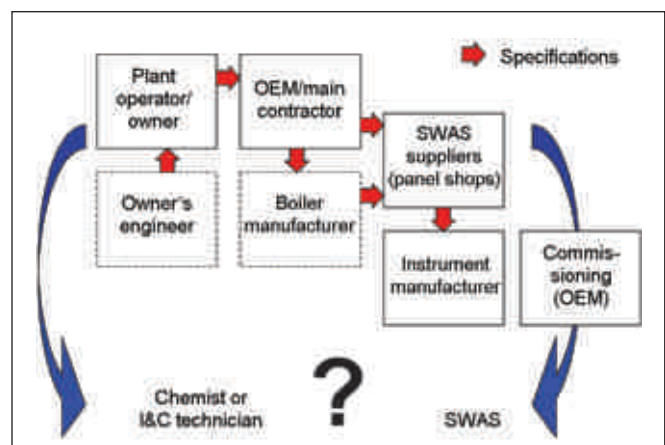 Specifications
Plant
operator/
owner
OEM/main
contractor
SWAS
suppliers
(panel shops)
Owner's
engineer
Boiler
manufacturer
Instrument
manufacturer
Commis-
sioning
(OEM)
Chemist or
I&C technician
?
SWAS